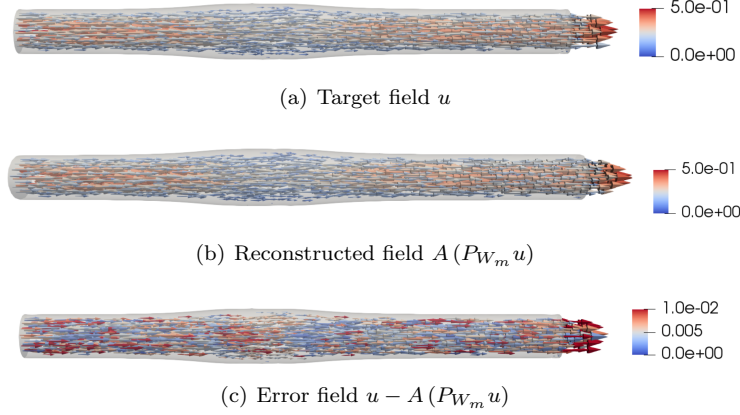 5.0e-01
0.0e+00
(a) Target field u
5.0e-01
0.0e+00
(b) Reconstructed field A (P_{W_m} u)
1.0e-02
0.005
0.0e+00
(c) Error field u − A (P_{W_m} u)